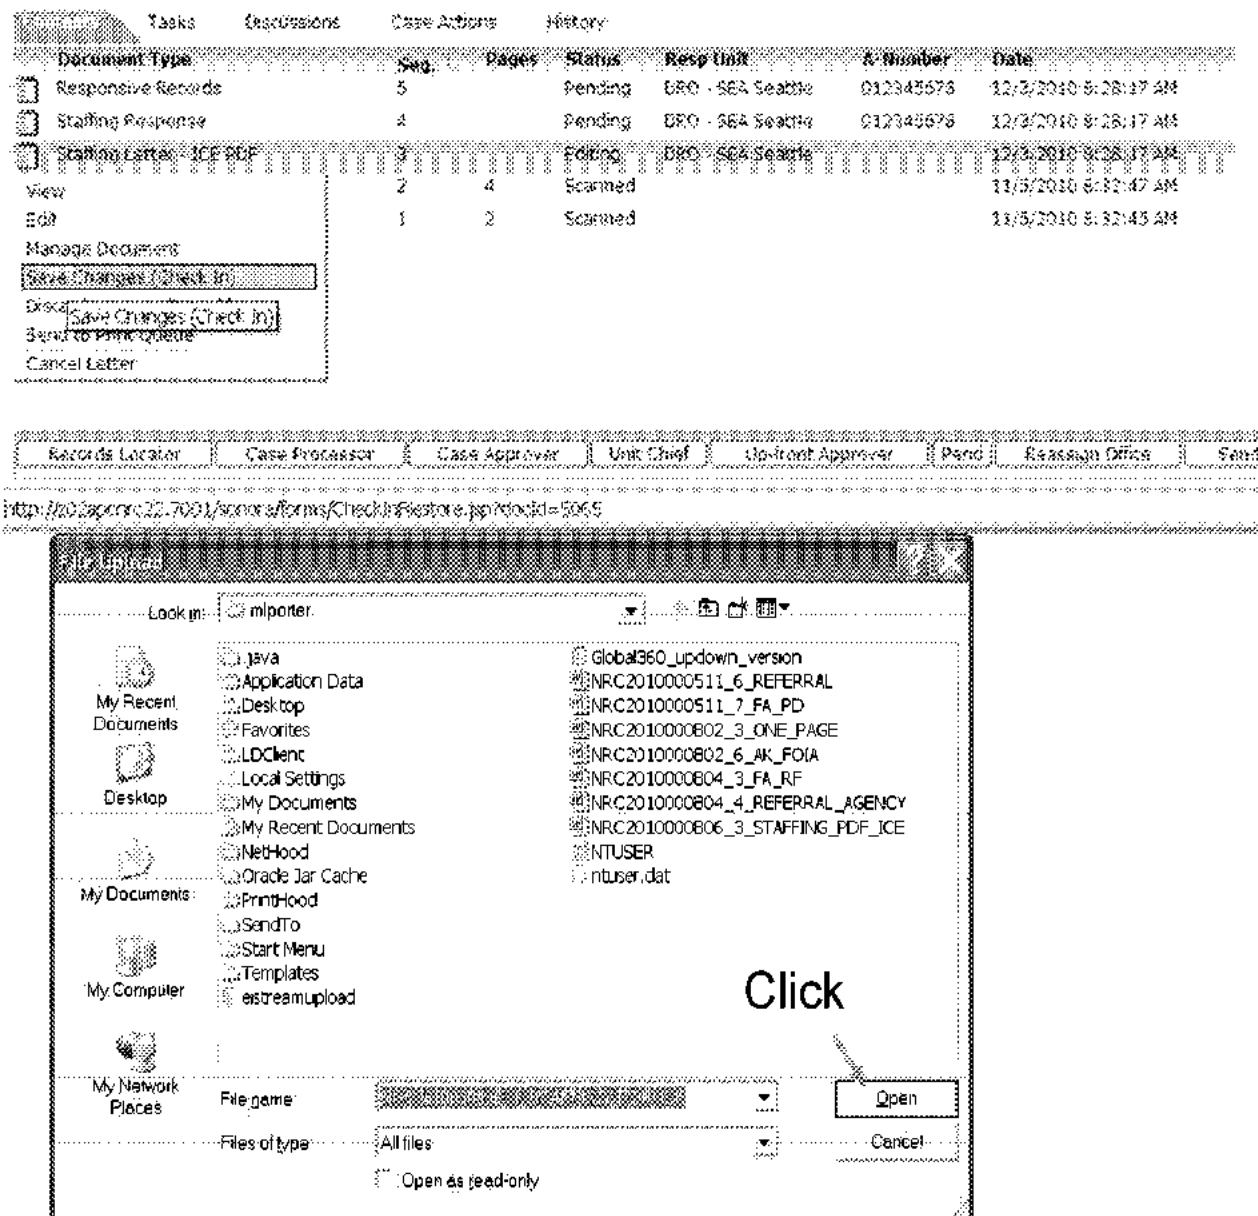 Tasks Discussions Case Actions History
Document Type Seq. Pages Status Resp Unit A-Number Date
Responsive Records 5 Pending DRO - SEA Seattle 012345678 12/3/2010 8:28:17 AM
Staffing Response 4 Pending DRO - SEA Seattle 012345678 12/3/2010 8:28:17 AM
Staffing Letter - ICE PDF 3 Editing DRO - SEA Seattle 12/3/2010 8:28:17 AM
View 2 4 Scanned 11/5/2010 8:32:47 AM
Edit 1 2 Scanned 11/5/2010 8:32:45 AM
Manage Document
Save Changes (Check In)
Save Changes (Check In)
Send to Print Queue
Cancel Letter
Records Locator Case Processor Case Approver Unit Chief Up-front Approver Pend Reassign Office Send
File Upload
Look in: mlporter
My Recent Documents
Desktop
My Documents
My Computer
My Network Places
.java
Application Data
Desktop
Favorites
LDClient
Local Settings
My Documents
My Recent Documents
NetHood
Oracle Jar Cache
PrintHood
SendTo
Start Menu
Templates
eistreamupload
Global360_updown_version
NRC2010000511_6_REFERRAL
NRC2010000511_7_FA_PD
NRC2010000802_3_ONE_PAGE
NRC2010000802_6_AK_FOIA
NRC2010000804_3_FA_RF
NRC2010000804_4_REFERRAL_AGENCY
NRC2010000806_3_STAFFING_PDF_ICE
NTUSER
ntuser.dat
Click
File name: Open
Files of type: All files Cancel
Open as read-only